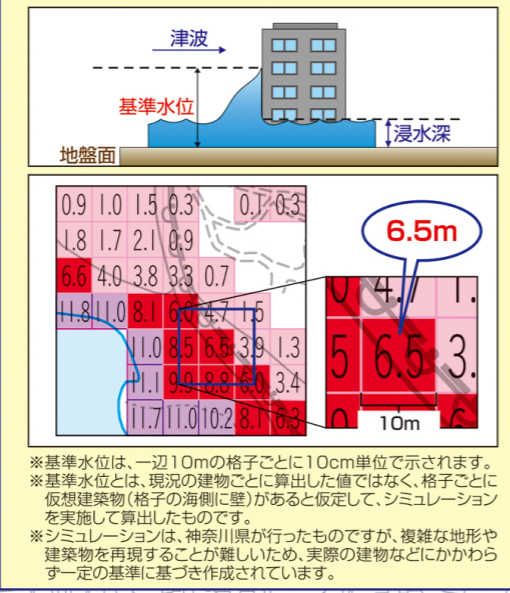 津波
基準水位
浸水深
地盤面
0.9 1.0 1.5 0.3 0.1 0.3
1.8 1.7 2.1 0.9
6.6 4.0 3.8 3.3 0.7
11.8 11.0 8.1 6.0 4.7 1.5
11.0 8.5 6.5 3.9 1.3
11.1 9.9 8.8 6.9 3.4
11.7 11.0 10.2 8.1 6.3
6.5m
0 4.7 1.
5 6.5 3.
10m
※基準水位は、一辺10mの格子ごとに10cm単位で示されます。
※基準水位とは、現況の建物ごとに算出した値ではなく、格子ごとに
仮想建築物(格子の海側に壁)があると仮定して、シミュレーション
を実施して算出したものです。
※シミュレーションは、神奈川県が行ったものですが、複雑な地形や
建築物を再現することが難しいため、実際の建物などにかかわら
ず一定の基準に基づき作成されています。